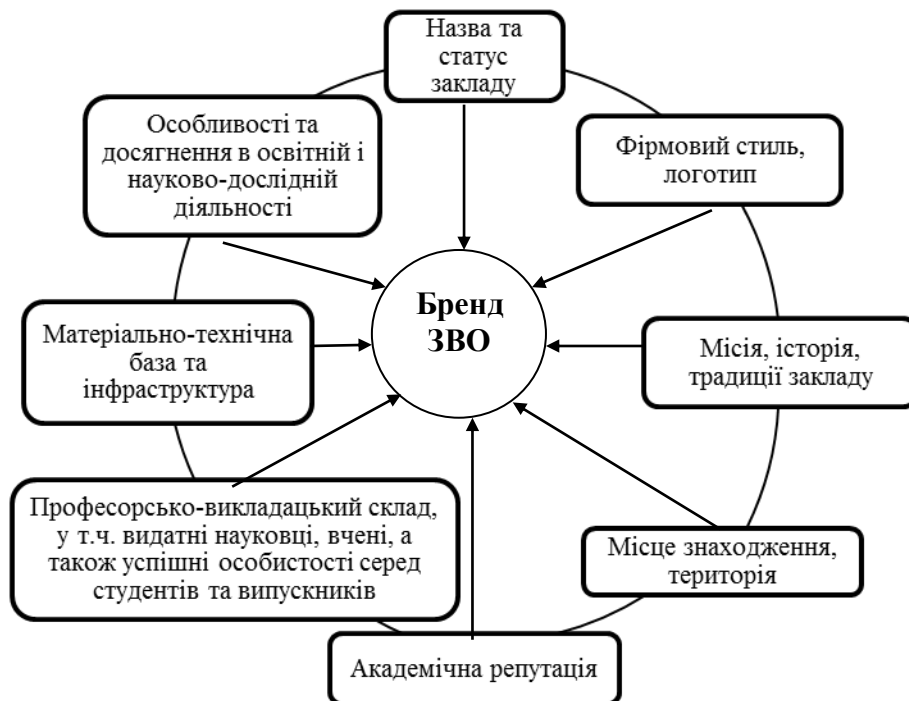 Назва та
статус
закладу
Особливості та
досягнення в освітній і
науково-дослідній
діяльності
Фірмовий стиль,
логотип
Бренд
ЗВО
Матеріально-технічна
база та
інфраструктура
Місія, історія,
традиції закладу
Професорсько-викладацький склад,
у т.ч. видатні науковці, вчені, а
також успішні особистості серед
студентів та випускників
Місце знаходження,
територія
Академічна репутація